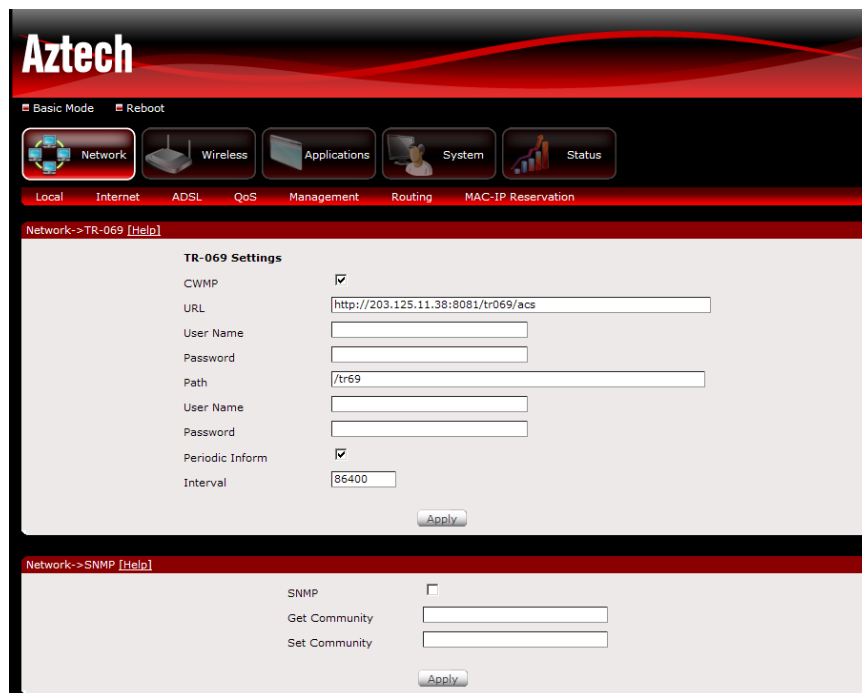 Aztech
Basic Mode Reboot
Network Wireless Applications System Status
Local Internet ADSL QoS Management Routing MAC-IP Reservation
Network->TR-069 [Help]
TR-069 Settings
CWMP
URL http://203.125.11.38:8081/tr069/acs
User Name
Password
Path /tr69
User Name
Password
Periodic Inform
Interval 86400
Apply
Network->SNMP [Help]
SNMP
Get Community
Set Community
Apply